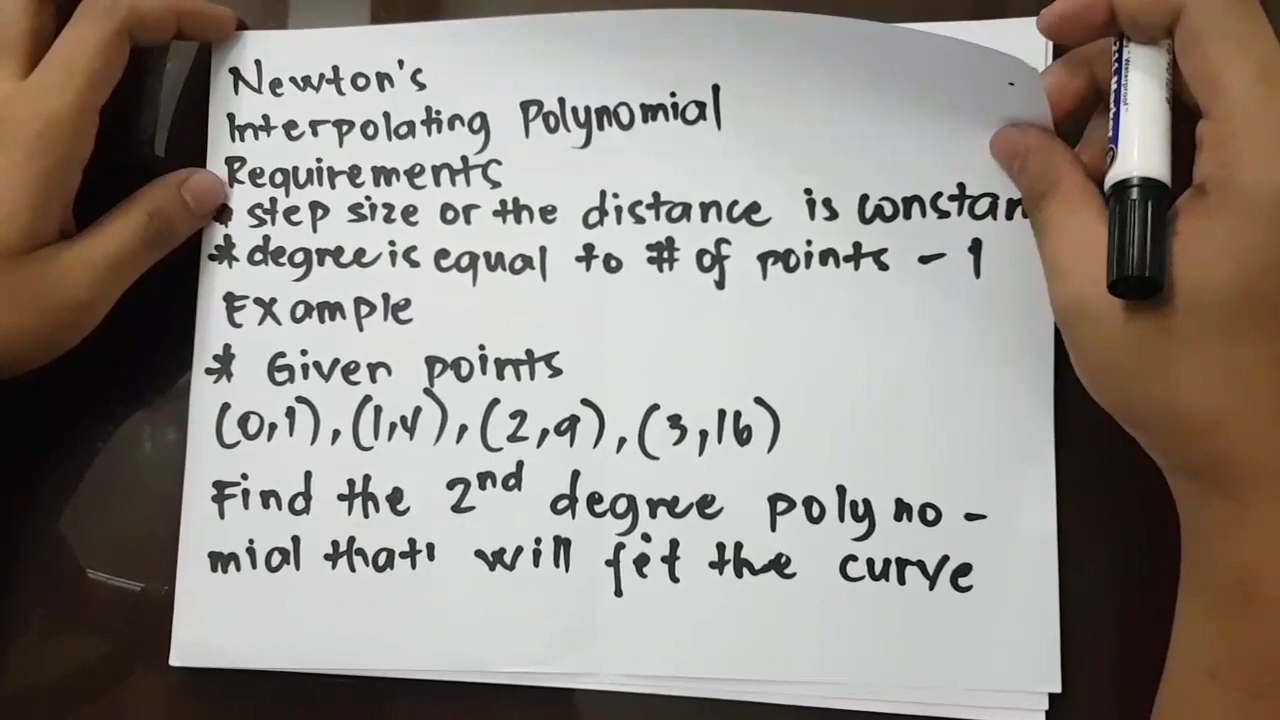 Newton's
Interpolating Polynomial
Requirements
* step size or the distance is constan
* degree is equal to # of points - 1
Example
* Given points
(0,1), (1,4), (2,9), (3,16)
Find the 2nd degree polyno-
mial that will fit the curve
Waterproof